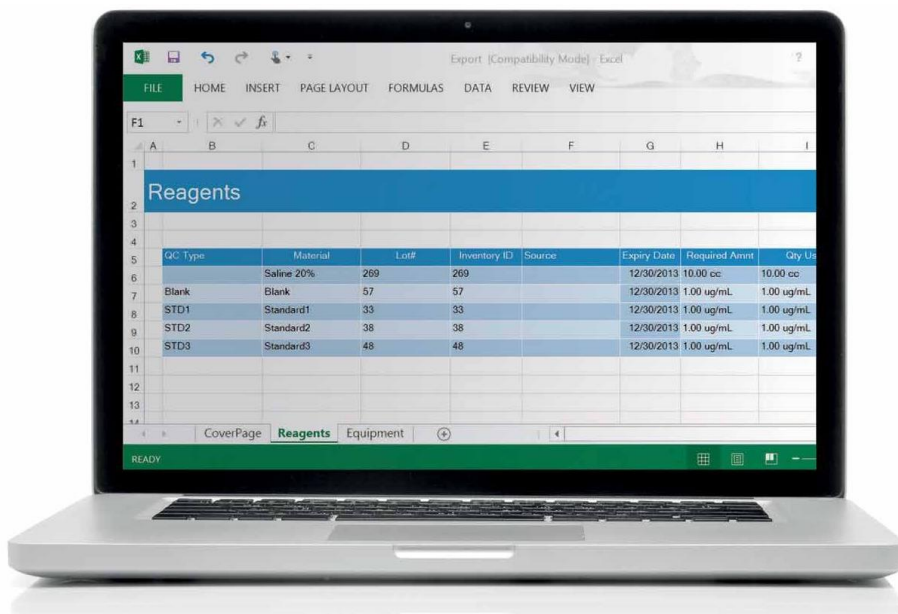 Export [Compatibility Mode] - Excel ?
FILE HOME INSERT PAGE LAYOUT FORMULAS DATA REVIEW VIEW
F1 fx
A B C D E F G H I
1
2 Reagents
3
4
5 QC Type Material Lot# Inventory ID Source Expiry Date Required Amnt Qty Us
6 Saline 20% 269 269 12/30/2013 10.00 cc 10.00 cc
7 Blank Blank 57 57 12/30/2013 1.00 ug/mL 1.00 ug/mL
8 STD1 Standard1 33 33 12/30/2013 1.00 ug/mL 1.00 ug/mL
9 STD2 Standard2 38 38 12/30/2013 1.00 ug/mL 1.00 ug/mL
10 STD3 Standard3 48 48 12/30/2013 1.00 ug/mL 1.00 ug/mL
11
12
13
14
CoverPage Reagents Equipment
READY